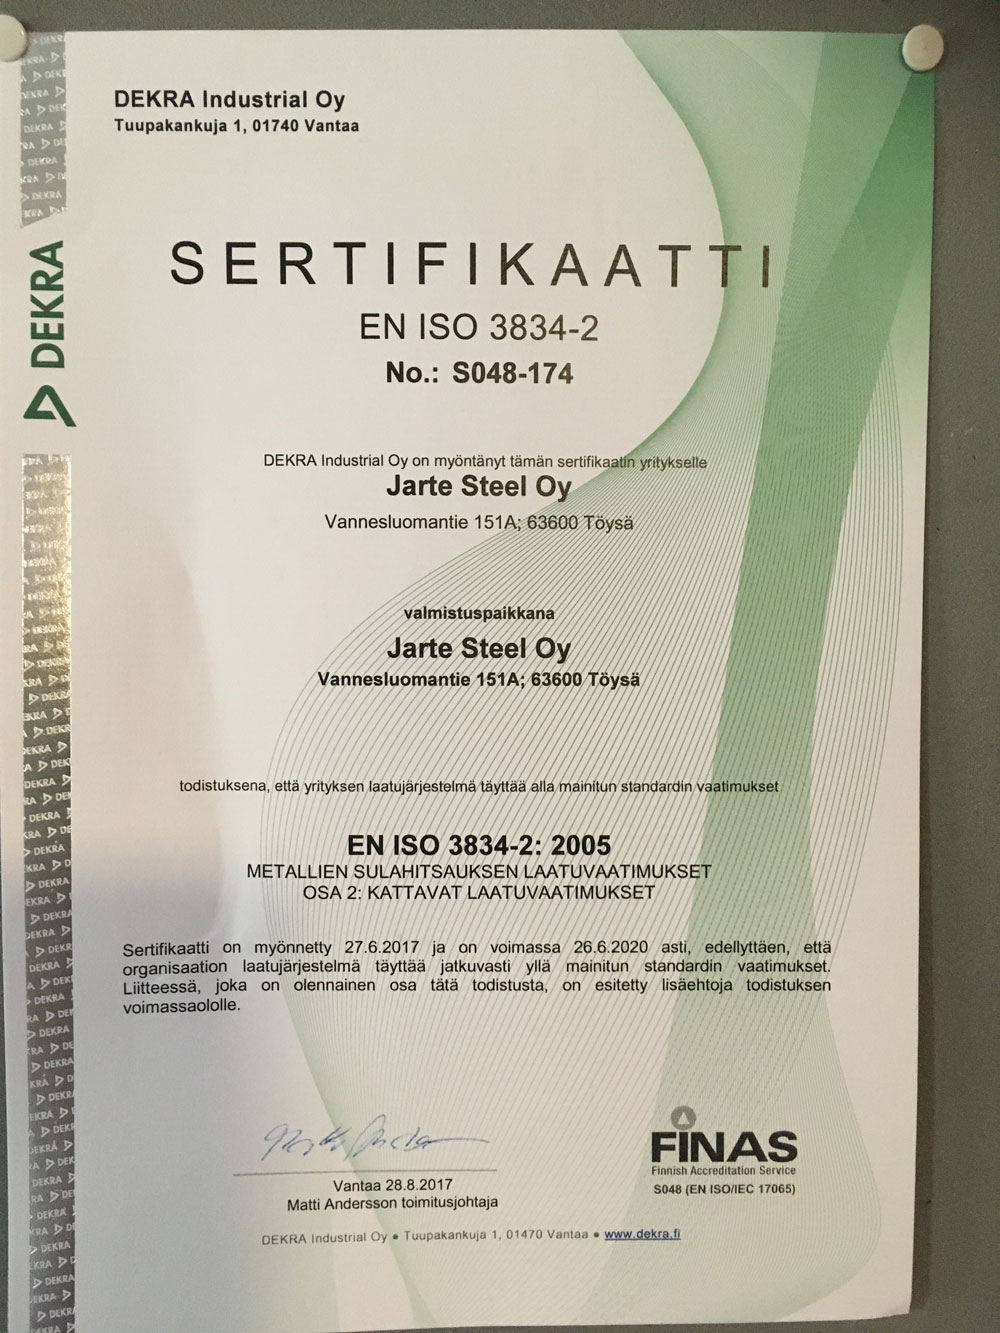 DEKRA Industrial Oy
Tuupakankuja 1, 01740 Vantaa
DEKRA
SERTIFIKAATTI
EN ISO 3834-2
No.: S048-174
DEKRA Industrial Oy on myöntänyt tämän sertifikaatin yritykselle
Jarte Steel Oy
Vannesluomantie 151A; 63600 Töysä
valmistuspaikkana
Jarte Steel Oy
Vannesluomantie 151A; 63600 Töysä
todistuksena, että yrityksen laatujärjestelmä täyttää alla mainitun standardin vaatimukset
EN ISO 3834-2: 2005
METALLIEN SULAHITSAUKSEN LAATUVAATIMUKSET
OSA 2: KATTAVAT LAATUVAATIMUKSET
Sertifikaatti on myönnetty 27.6.2017 ja on voimassa 26.6.2020 asti, edellyttäen, että
organisaation laatujärjestelmä täyttää jatkuvasti yllä mainitun standardin vaatimukset.
Liitteessä, joka on olennainen osa tätä todistusta, on esitetty lisäehtoja todistuksen
voimassaololle.
Vantaa 28.8.2017
Matti Andersson toimitusjohtaja
FINAS
Finnish Accreditation Service
S048 (EN ISO/IEC 17065)
DEKRA Industrial Oy ● Tuupakankuja 1, 01470 Vantaa ● www.dekra.fi